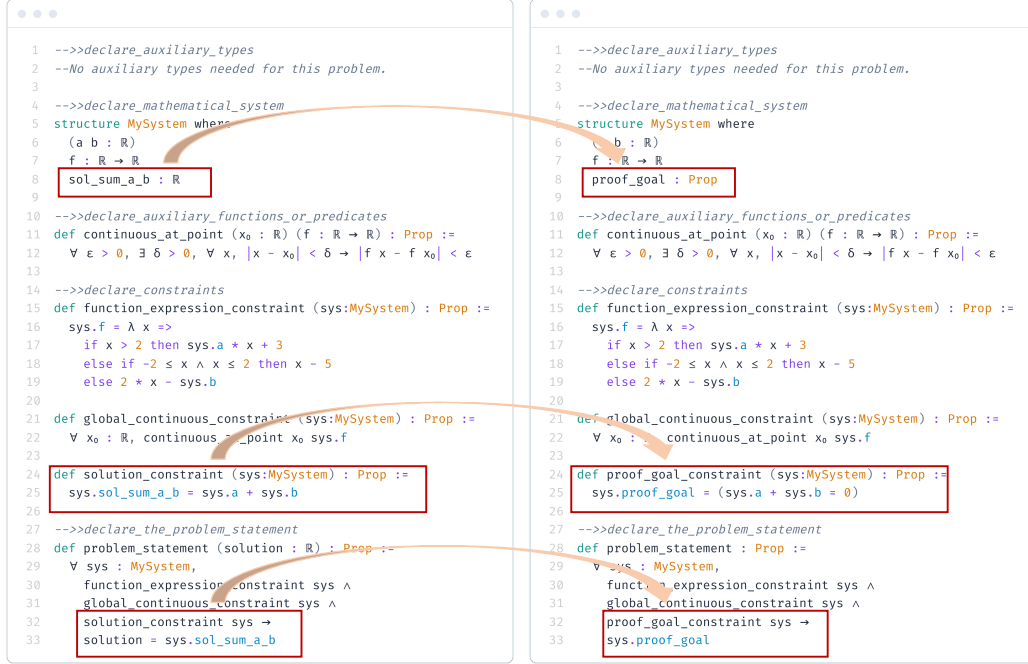 1 -->>declare_auxiliary_types
2 --No auxiliary types needed for this problem.
3
4 -->>declare_mathematical_system
5 structure MySystem where
6 (a b : ℝ)
7 f : ℝ → ℝ
8 sol_sum_a_b : ℝ
9
10 -->>declare_auxiliary_functions_or_predicates
11 def continuous_at_point (x₀ : ℝ) (f : ℝ → ℝ) : Prop :=
12 ∀ ε > 0, ∃ δ > 0, ∀ x, |x - x₀| < δ → |f x - f x₀| < ε
13
14 -->>declare_constraints
15 def function_expression_constraint (sys:MySystem) : Prop :=
16 sys.f = λ x =>
17 if x > 2 then sys.a * x + 3
18 else if -2 ≤ x ∧ x ≤ 2 then x - 5
19 else 2 * x - sys.b
20
21 def global_continuous_constraint (sys:MySystem) : Prop :=
22 ∀ x₀ : ℝ, continuous_at_point x₀ sys.f
23
24 def solution_constraint (sys:MySystem) : Prop :=
25 sys.sol_sum_a_b = sys.a + sys.b
26
27 -->>declare_the_problem_statement
28 def problem_statement (solution : ℝ) : Prop :=
29 ∀ sys : MySystem,
30 function_expression_constraint sys ∧
31 global_continuous_constraint sys ∧
32 solution_constraint sys →
33 solution = sys.sol_sum_a_b
1 -->>declare_auxiliary_types
2 --No auxiliary types needed for this problem.
3
4 -->>declare_mathematical_system
5 structure MySystem where
6 ( b : ℝ)
7 f : ℝ → ℝ
8 proof_goal : Prop
9
10 -->>declare_auxiliary_functions_or_predicates
11 def continuous_at_point (x₀ : ℝ) (f : ℝ → ℝ) : Prop :=
12 ∀ ε > 0, ∃ δ > 0, ∀ x, |x - x₀| < δ → |f x - f x₀| < ε
13
14 -->>declare_constraints
15 def function_expression_constraint (sys:MySystem) : Prop :=
16 sys.f = λ x =>
17 if x > 2 then sys.a * x + 3
18 else if -2 ≤ x ∧ x ≤ 2 then x - 5
19 else 2 * x - sys.b
20
21 def global_continuous_constraint (sys:MySystem) : Prop :=
22 ∀ x₀ : continuous_at_point x₀ sys.f
23
24 def proof_goal_constraint (sys:MySystem) : Prop :=
25 sys.proof_goal = (sys.a + sys.b = 0)
26
27 -->>declare_the_problem_statement
28 def problem_statement : Prop :=
29 ∀ sys : MySystem,
30 function_expression_constraint sys ∧
31 global_continuous_constraint sys ∧
32 proof_goal_constraint sys →
33 sys.proof_goal